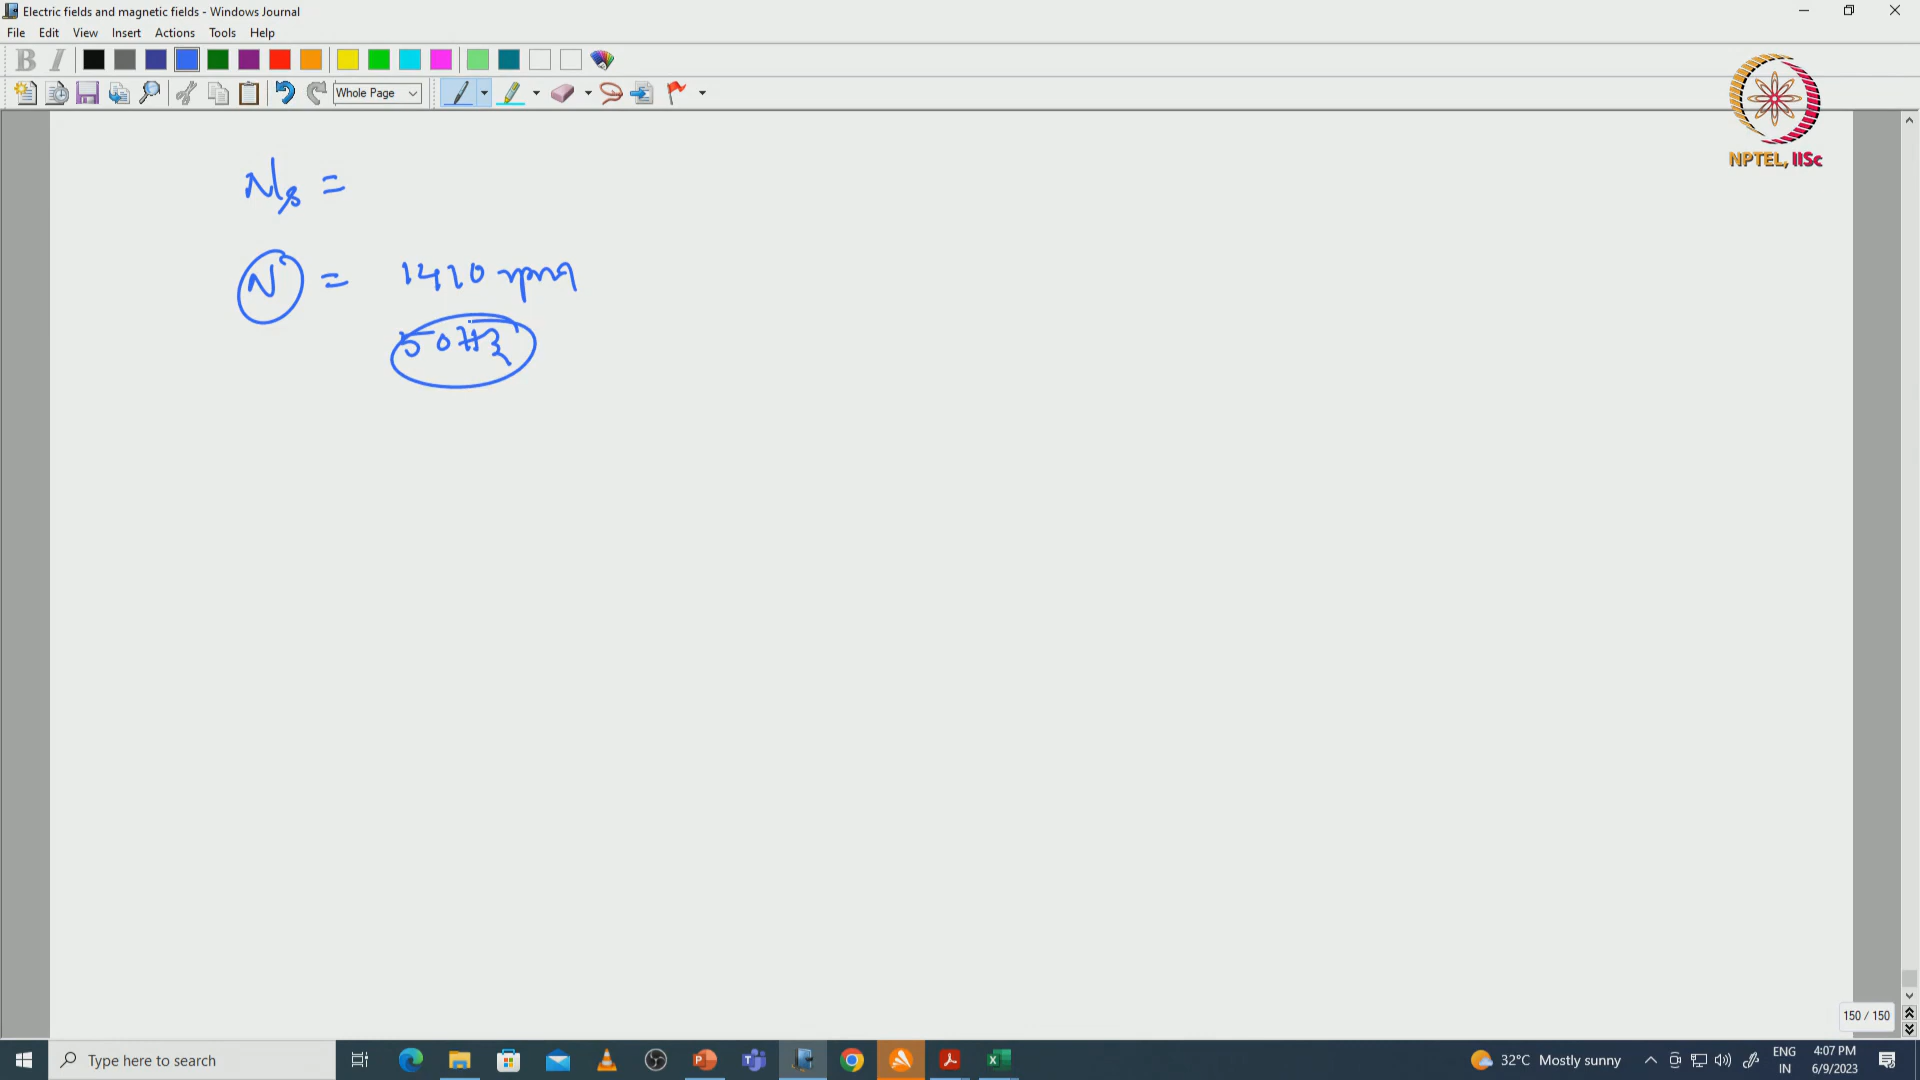 Electric fields and magnetic fields - Windows Journal
File Edit View Insert Actions Tools Help
B I
Whole Page
NPTEL, IISc
Ns =
N = 1410 rpm
50Hz
150 / 150
Type here to search
32°C Mostly sunny
ENG 4:07 PM
IN 6/9/2023